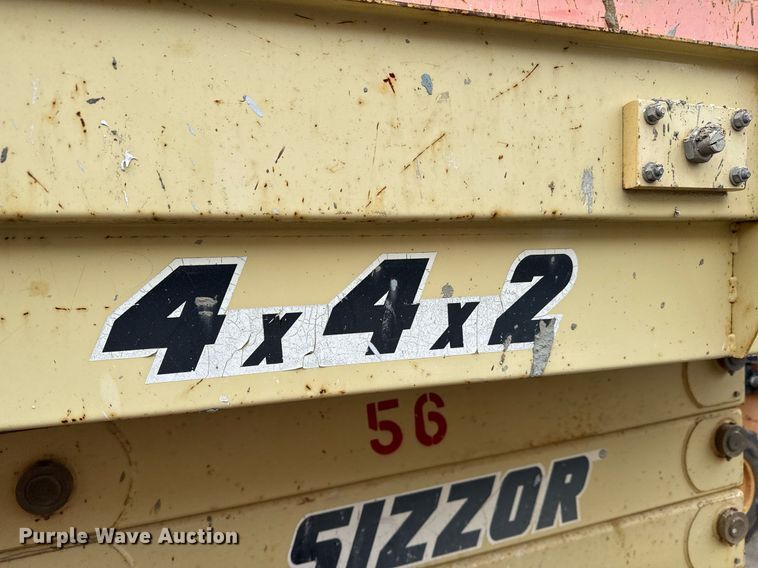 4x4x2
56
SIZZOR
Purple Wave Auction